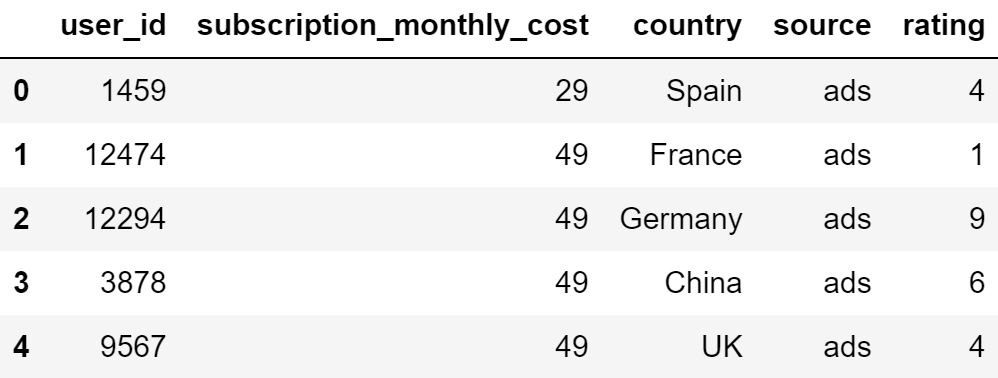 user_id subscription_monthly_cost country source rating
0 1459 29 Spain ads 4
1 12474 49 France ads 1
2 12294 49 Germany ads 9
3 3878 49 China ads 6
4 9567 49 UK ads 4